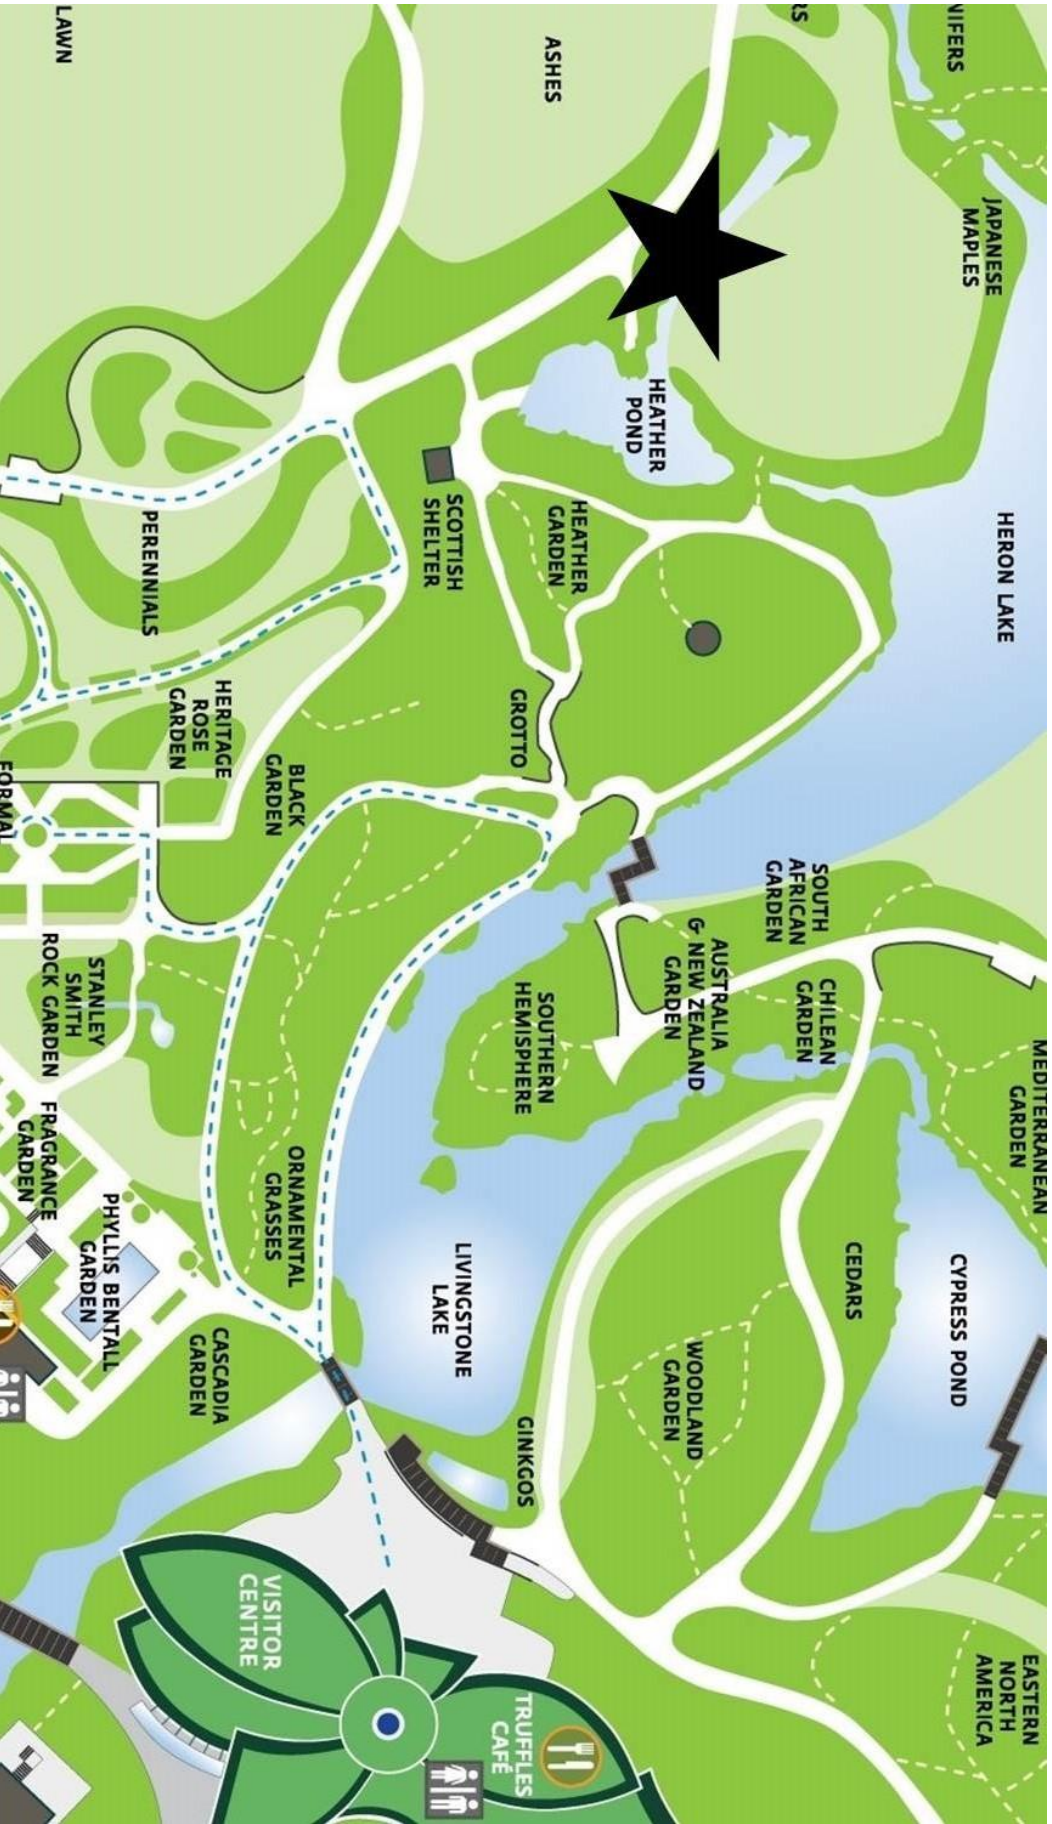 MEDITERRANEAN
GARDEN
EASTERN
NORTH
AMERICA
HERON LAKE
JAPANESE
MAPLES
NIFERS
CYPRESS POND
CEDARS
SOUTH
AFRICAN
GARDEN
CHILEAN
GARDEN
RS
AUSTRALIA
& NEW ZEALAND
GARDEN
WOODLAND
GARDEN
HEATHER
POND
HEATHER
GARDEN
ASHES
SOUTHERN
HEMISPHERE
GINKGOS
TRUFFLES
CAFÉ
GROTTO
SCOTTISH
SHELTER
LIVINGSTONE
LAKE
BLACK
GARDEN
ORNAMENTAL
GRASSES
VISITOR
CENTRE
HERITAGE
ROSE
GARDEN
CASCADIA
GARDEN
PERENNIALS
STANLEY
SMITH
ROCK GARDEN
PHYLLIS BENTALL
GARDEN
LAWN
FRAGRANCE
GARDEN
FORMAL